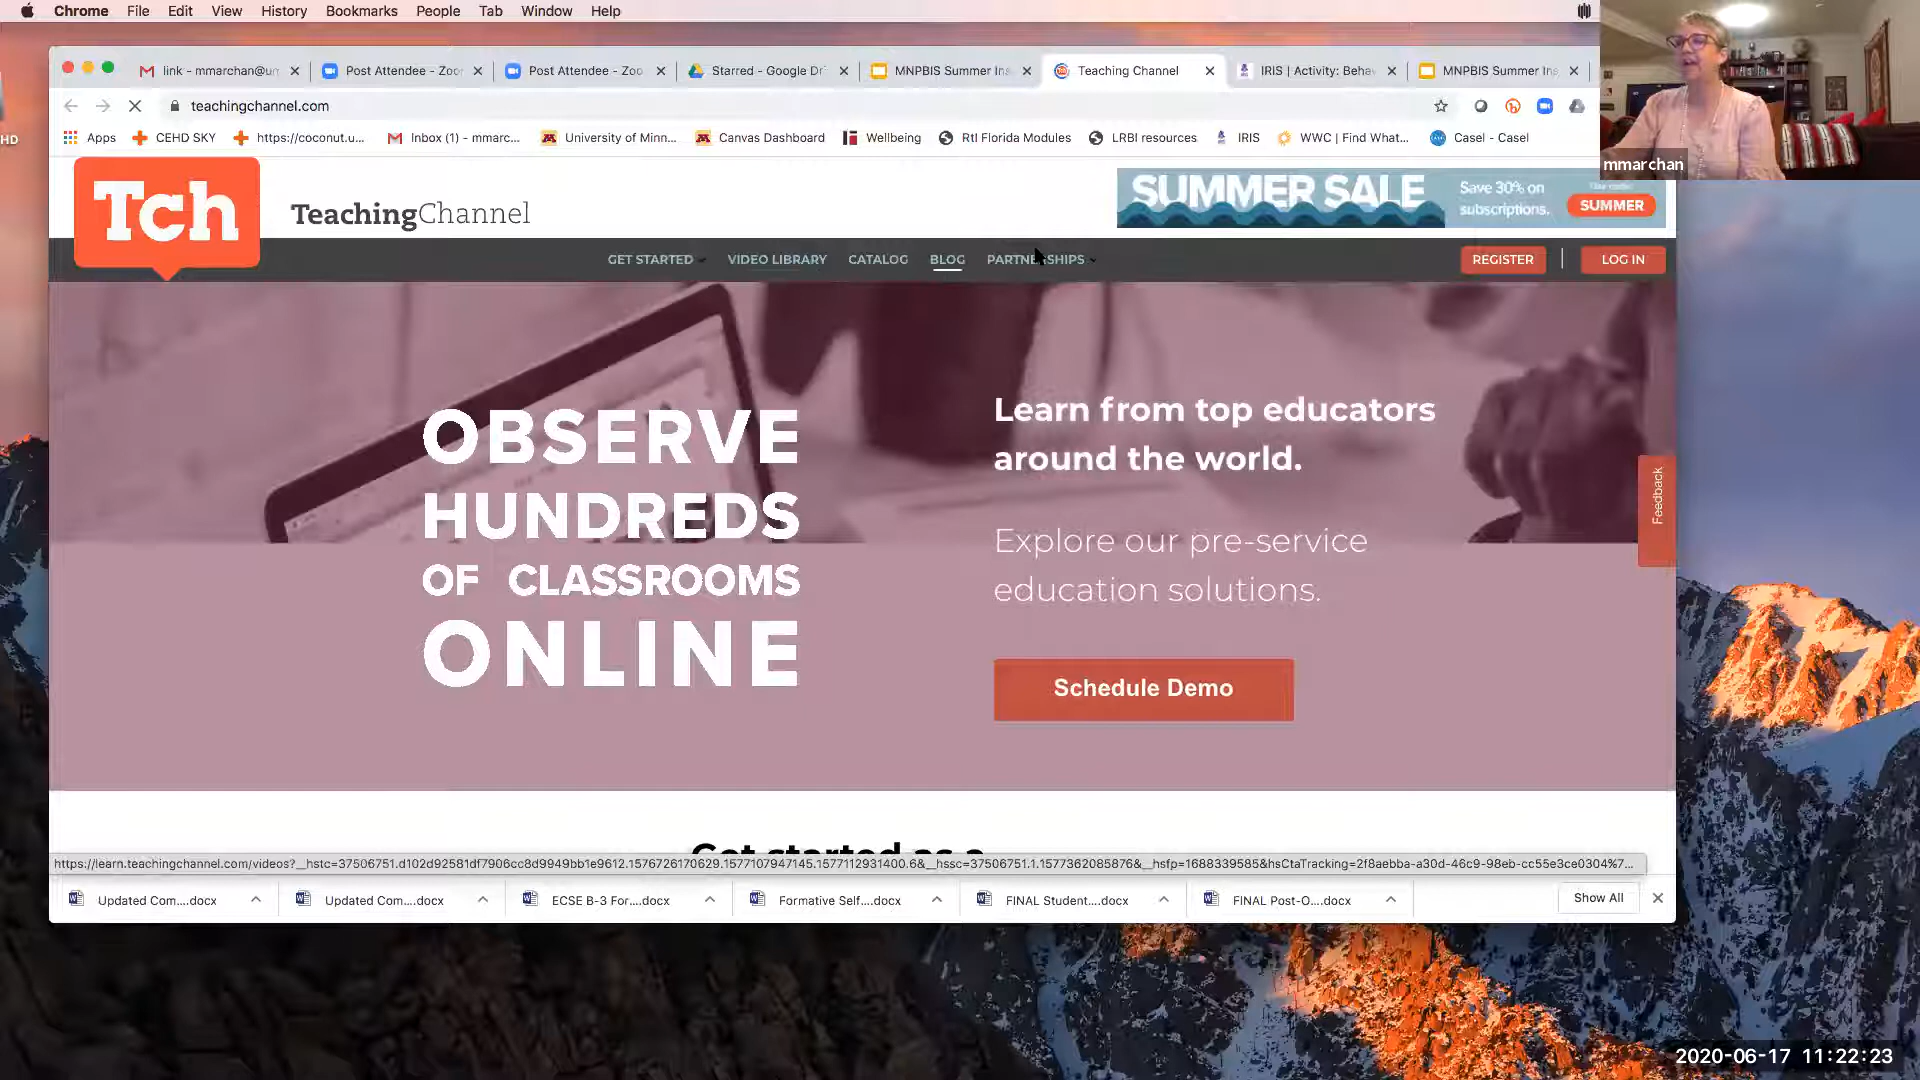 Chrome File Edit View History Bookmarks People Tab Window Help
link - mmarchan@um
Post Attendee - Zoo
Post Attendee - Zoo
Starred - Google Dr
MNPBIS Summer Ins
Teaching Channel
IRIS | Activity: Beha
MNPBIS Summer Ins
teachingchannel.com
Apps
CEHD SKY
https://coconut.u...
Inbox (1) - mmarc...
University of Minn...
Canvas Dashboard
Wellbeing
RtI Florida Modules
LRBI resources
IRIS
WWC | Find What...
Casel - Casel
mmarchan
HD
Tch
TeachingChannel
SUMMER SALE
Save 30% on
subscriptions.
SUMMER
GET STARTED
VIDEO LIBRARY
CATALOG
BLOG
PARTNERSHIPS
REGISTER
LOG IN
OBSERVE
HUNDREDS
OF CLASSROOMS
ONLINE
Learn from top educators
around the world.
Explore our pre-service
education solutions.
Schedule Demo
Feedback
Get started as a
https://learn.teachingchannel.com/videos?__hstc=37506751.d102d92581df7906cc8d9949bb1e9612.1576726170629.1577107947145.1577112931400.6&__hssc=37506751.1.1577362085876&__hsfp=1688339585&hsCtaTracking=2f8aebba-a30d-46c9-98eb-cc55e3ce0304%7...
Updated Com....docx
Updated Com....docx
ECSE B-3 For....docx
Formative Self....docx
FINAL Student....docx
FINAL Post-O....docx
Show All
2020-06-17 11:22:23